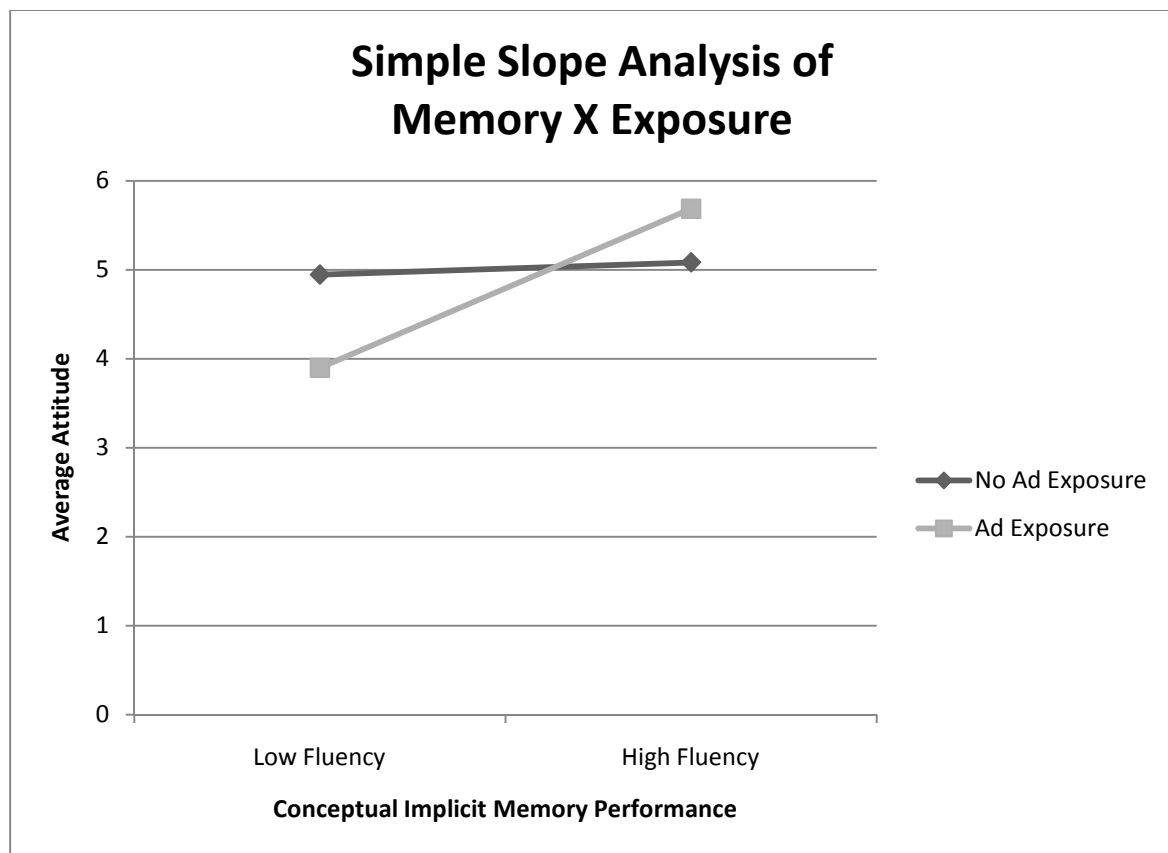 Simple Slope Analysis of
Memory X Exposure
6
5
4
3
2
1
0
Average Attitude
Low Fluency
High Fluency
Conceptual Implicit Memory Performance
No Ad Exposure
Ad Exposure